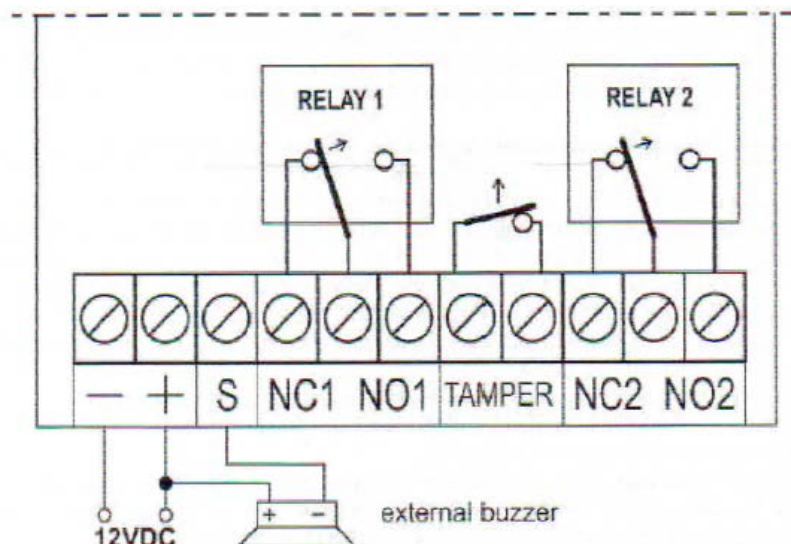 RELAY 1 RELAY 2
— + S NC1 NO1 TAMPER NC2 NO2
+ − external buzzer
12VDC